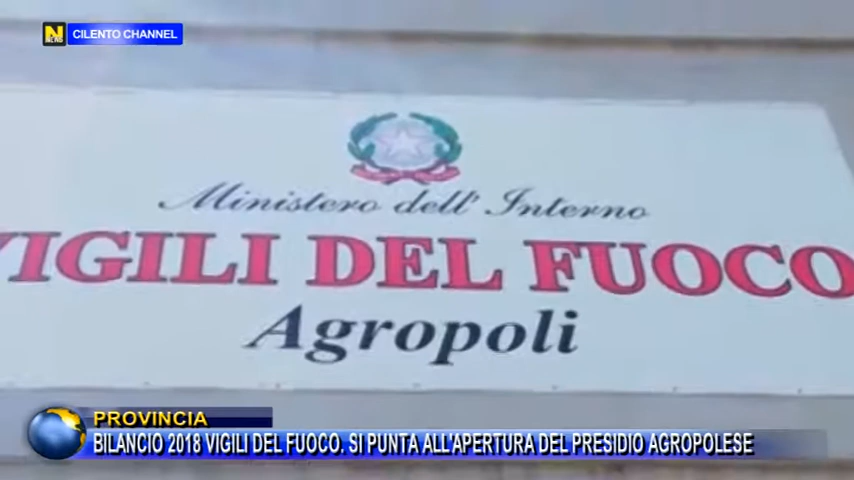 N
NEWS
CILENTO CHANNEL
Ministero dell' Interno
VIGILI DEL FUOCO
Agropoli
PROVINCIA
BILANCIO 2018 VIGILI DEL FUOCO. SI PUNTA ALL'APERTURA DEL PRESIDIO AGROPOLESE